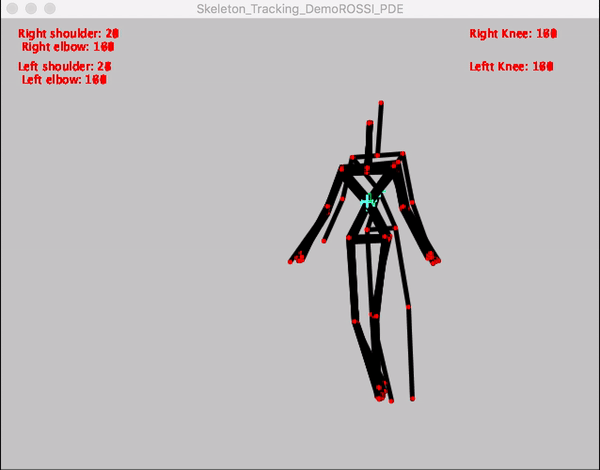 Skeleton_Tracking_DemoROSSI_PDE
Right shoulder:
Right Knee:
Right elbow:
Left shoulder:
Leftt Knee:
Left elbow: